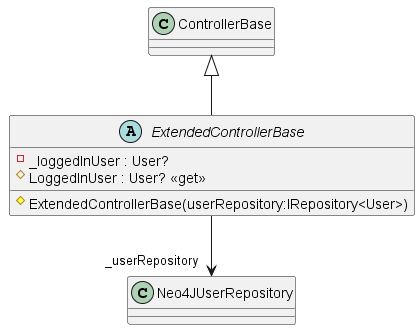 C ControllerBase
A ExtendedControllerBase
_loggedInUser : User?
LoggedInUser : User? «get»
ExtendedControllerBase(userRepository:IRepository<User>)
_userRepository
C Neo4JUserRepository